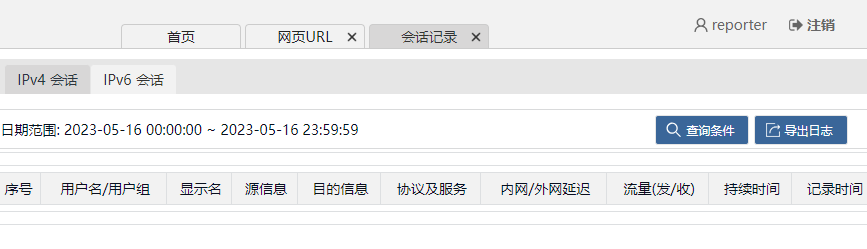 reporter 注销
首页 网页URL 会话记录
IPv4 会话 IPv6 会话
日期范围: 2023-05-16 00:00:00 ~ 2023-05-16 23:59:59 查询条件 导出日志
序号 用户名/用户组 显示名 源信息 目的信息 协议及服务 内网/外网延迟 流量(发/收) 持续时间 记录时间